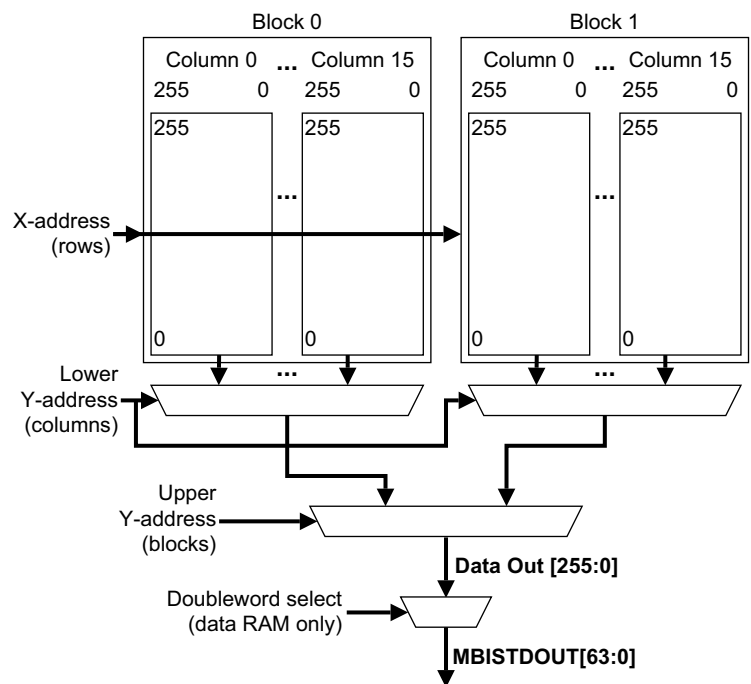 Block 0
Block 1
Column 0 ... Column 15
Column 0 ... Column 15
255 0 255 0
255 0 255 0
255 255
255 255
...
...
X-address
(rows)
0 0
0 0
...
...
Lower
Y-address
(columns)
Upper
Y-address
(blocks)
Data Out [255:0]
Doubleword select
(data RAM only)
MBISTDOUT[63:0]